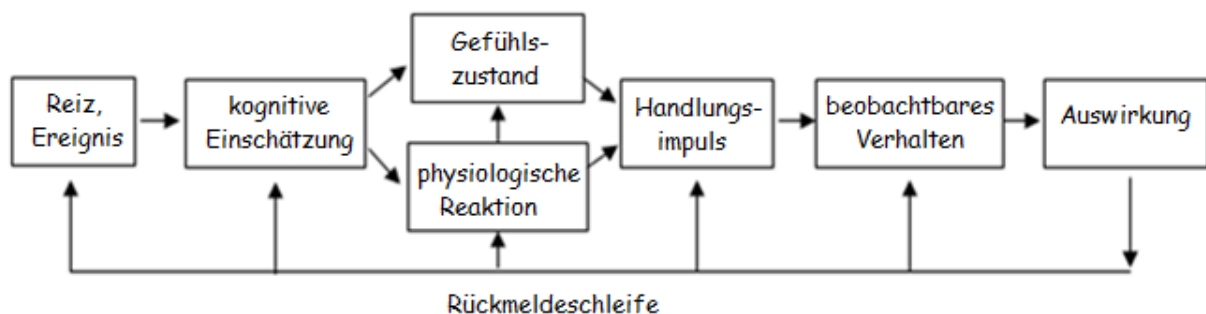 Reiz,
Ereignis
kognitive
Einschätzung
Gefühls-
zustand
physiologische
Reaktion
Handlungs-
impuls
beobachtbares
Verhalten
Auswirkung
Rückmeldeschleife